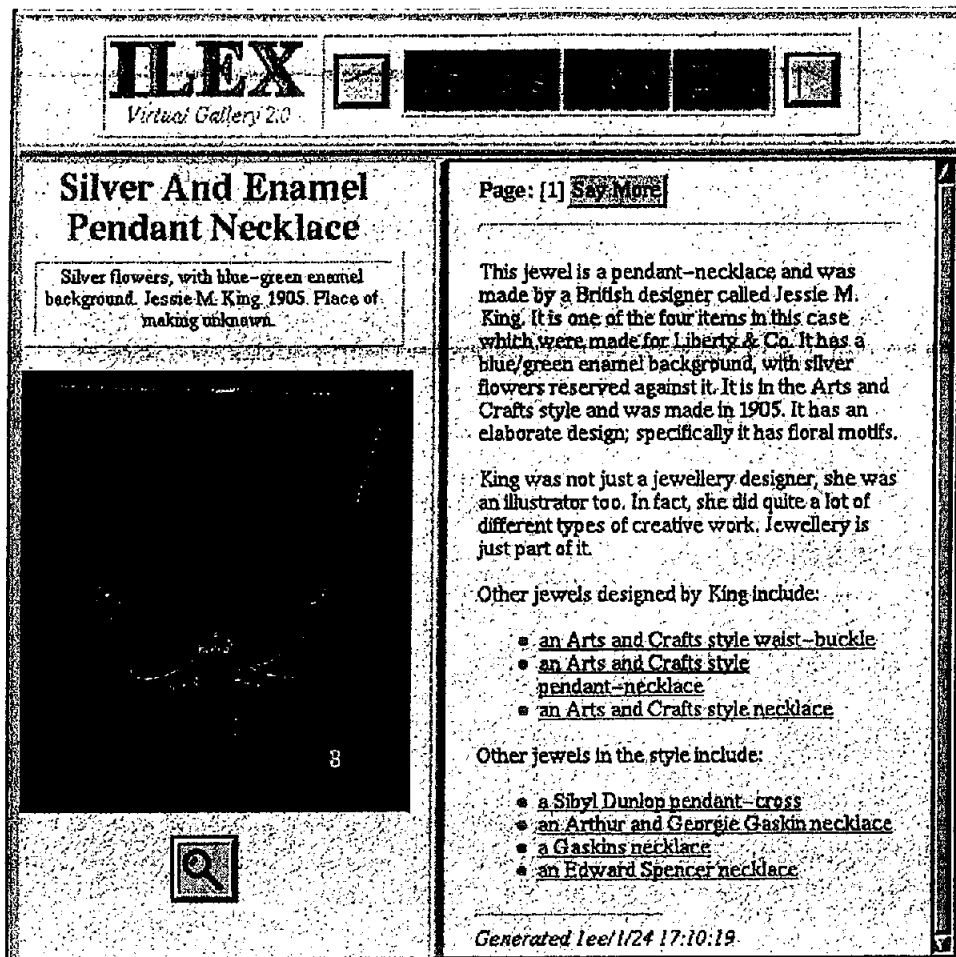 ILEX
Virtual Gallery 2.0
Silver And Enamel
Pendant Necklace
Silver flowers, with blue-green enamel
background. Jessie M. King. 1905. Place of
making unknown.
8
Page: [1] Say More
This jewel is a pendant-necklace and was
made by a British designer called Jessie M.
King. It is one of the four items in this case
which were made for Liberty & Co. It has a
blue/green enamel background, with silver
flowers reserved against it. It is in the Arts and
Crafts style and was made in 1905. It has an
elaborate design; specifically it has floral motifs.
King was not just a jewellery designer, she was
an illustrator too. In fact, she did quite a lot of
different types of creative work. Jewellery is
just part of it.
Other jewels designed by King include:
an Arts and Crafts style waist-buckle
an Arts and Crafts style
pendant-necklace
an Arts and Crafts style necklace
Other jewels in the style include:
a Sibyl Dunlop pendant-cross
an Arthur and Georgie Gaskin necklace
a Gaskins necklace
an Edward Spencer necklace
Generated 1/24 17:10:19